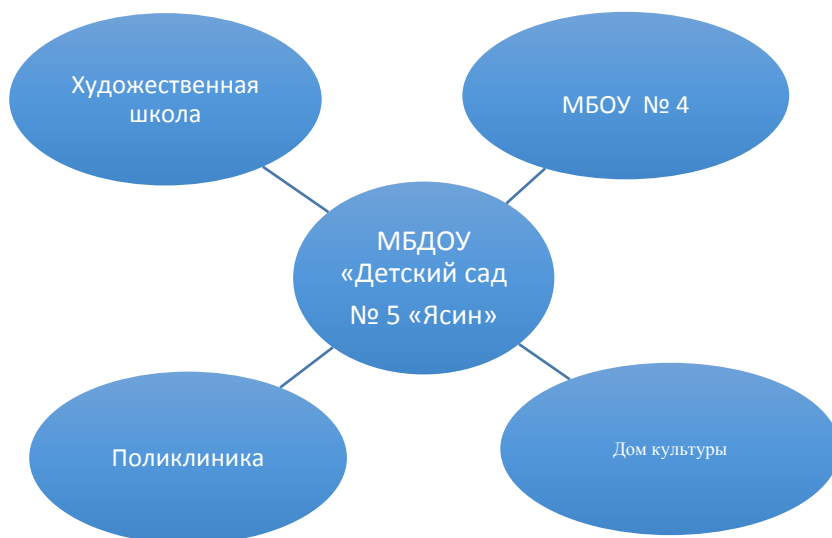 Художественная
школа
МБОУ № 4
МБДОУ
«Детский сад
№ 5 «Ясин»
Поликлиника
Дом культуры